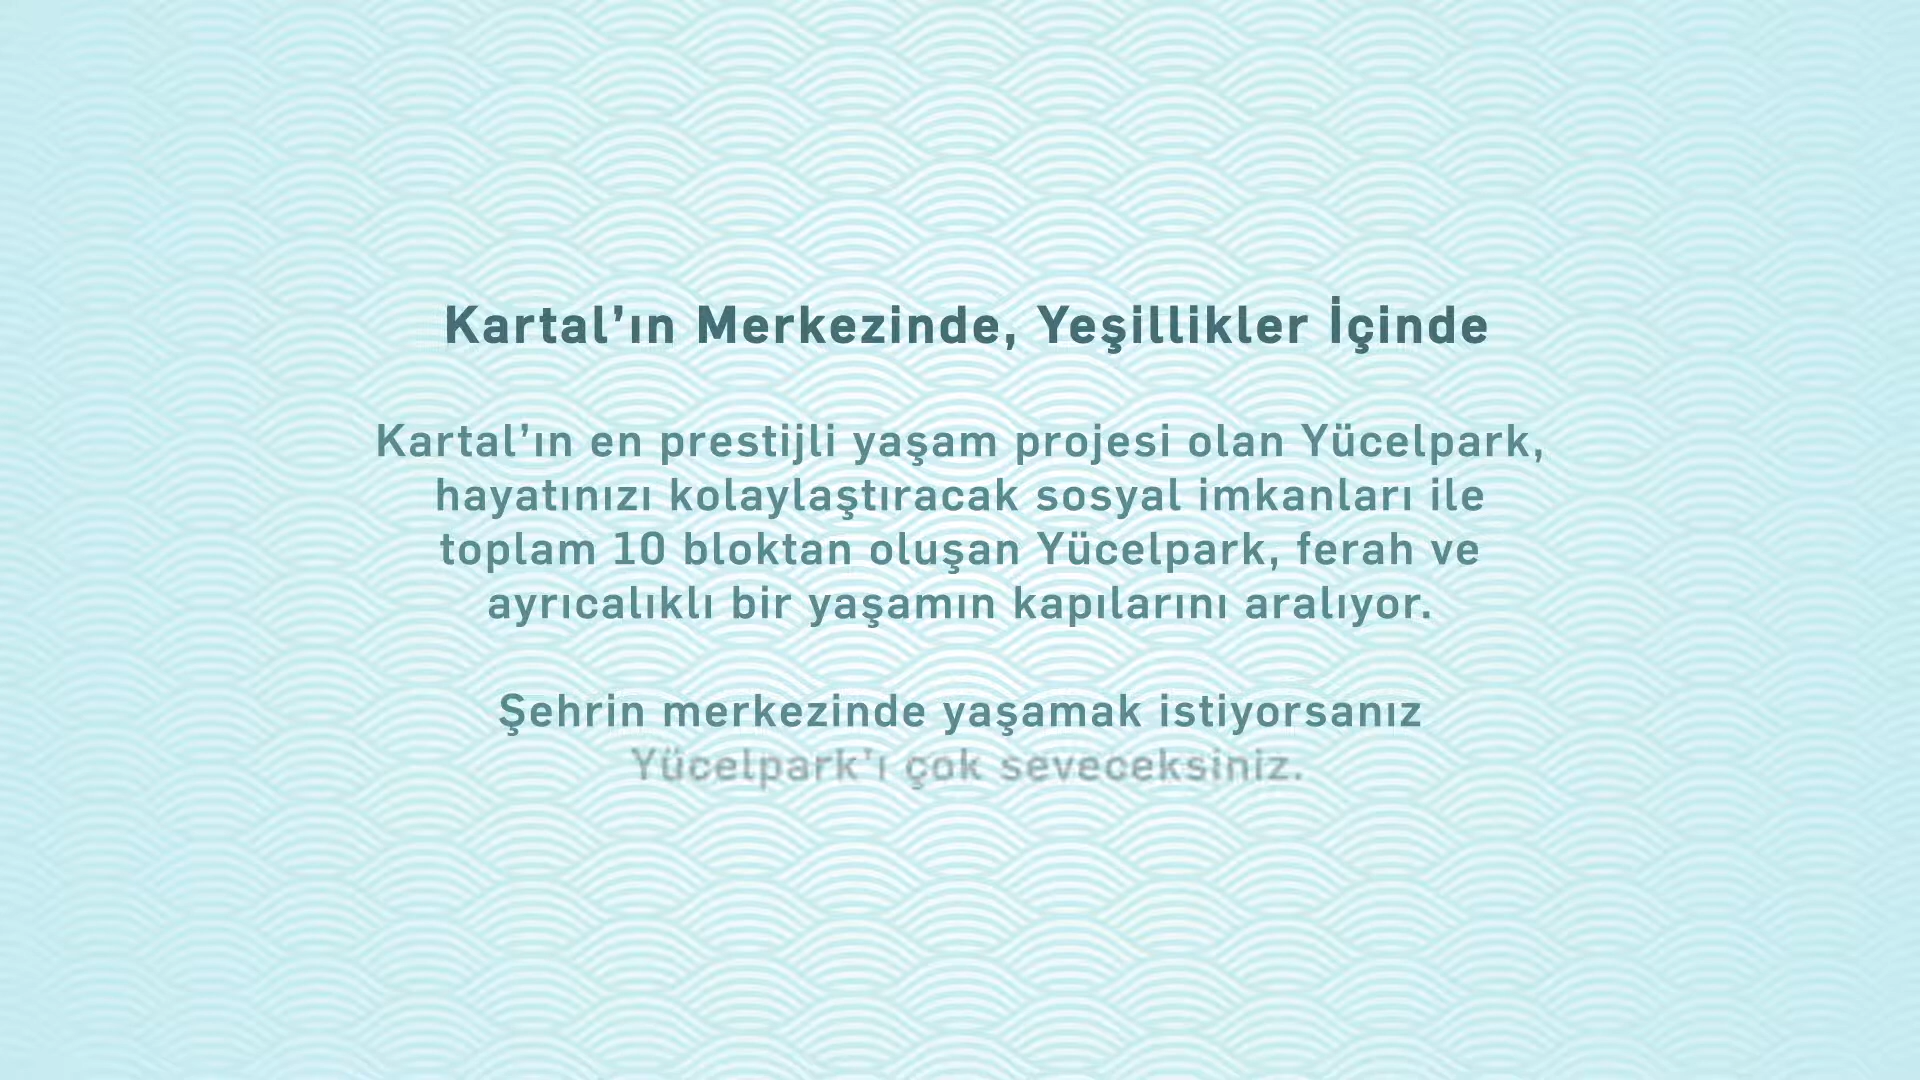 Kartal’ın Merkezinde, Yeşillikler İçinde
Kartal’ın en prestijli yaşam projesi olan Yücelpark,
hayatınızı kolaylaştıracak sosyal imkanları ile
toplam 10 bloktan oluşan Yücelpark, ferah ve
ayrıcalıklı bir yaşamın kapılarını aralıyor.
Şehrin merkezinde yaşamak istiyorsanız
Yücelpark'ı çok seveceksiniz.